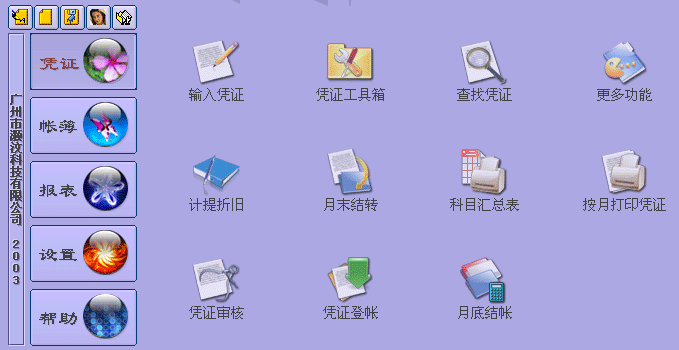 广州市灏汶科技有限公司 2003
凭证
帐薄
报表
设置
帮助
输入凭证
凭证工具箱
查找凭证
更多功能
计提折旧
月末结转
科目汇总表
按月打印凭证
凭证审核
凭证登帐
月底结帐